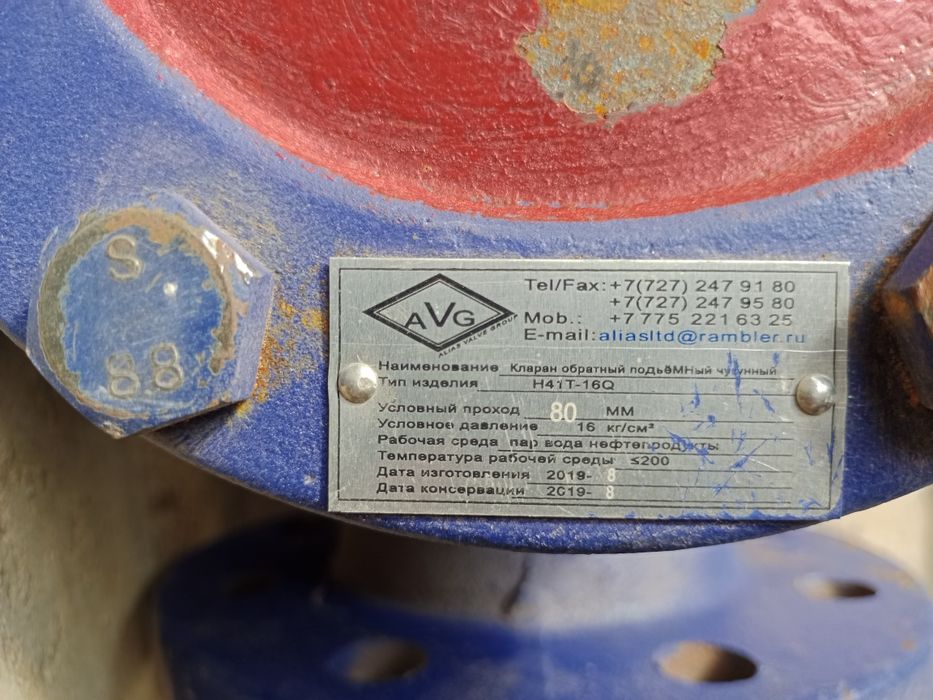 S
88
AVG
ALIAS VALVE GROUP
Tel/Fax:+7(727) 247 91 80
+7(727) 247 95 80
Mob.: +7 775 221 63 25
E-mail:aliasltd@rambler.ru
Наименование Кларан обратный подъёмный чугунный
Тип изделия H41T-16Q
Условный проход 80 ММ
Условное давление 16 кг/см²
Рабочая среда пар вода нефтепродукты
Температура рабочей среды ≤200
Дата изготовления 2019- 8
Дата консервации 2019- 8